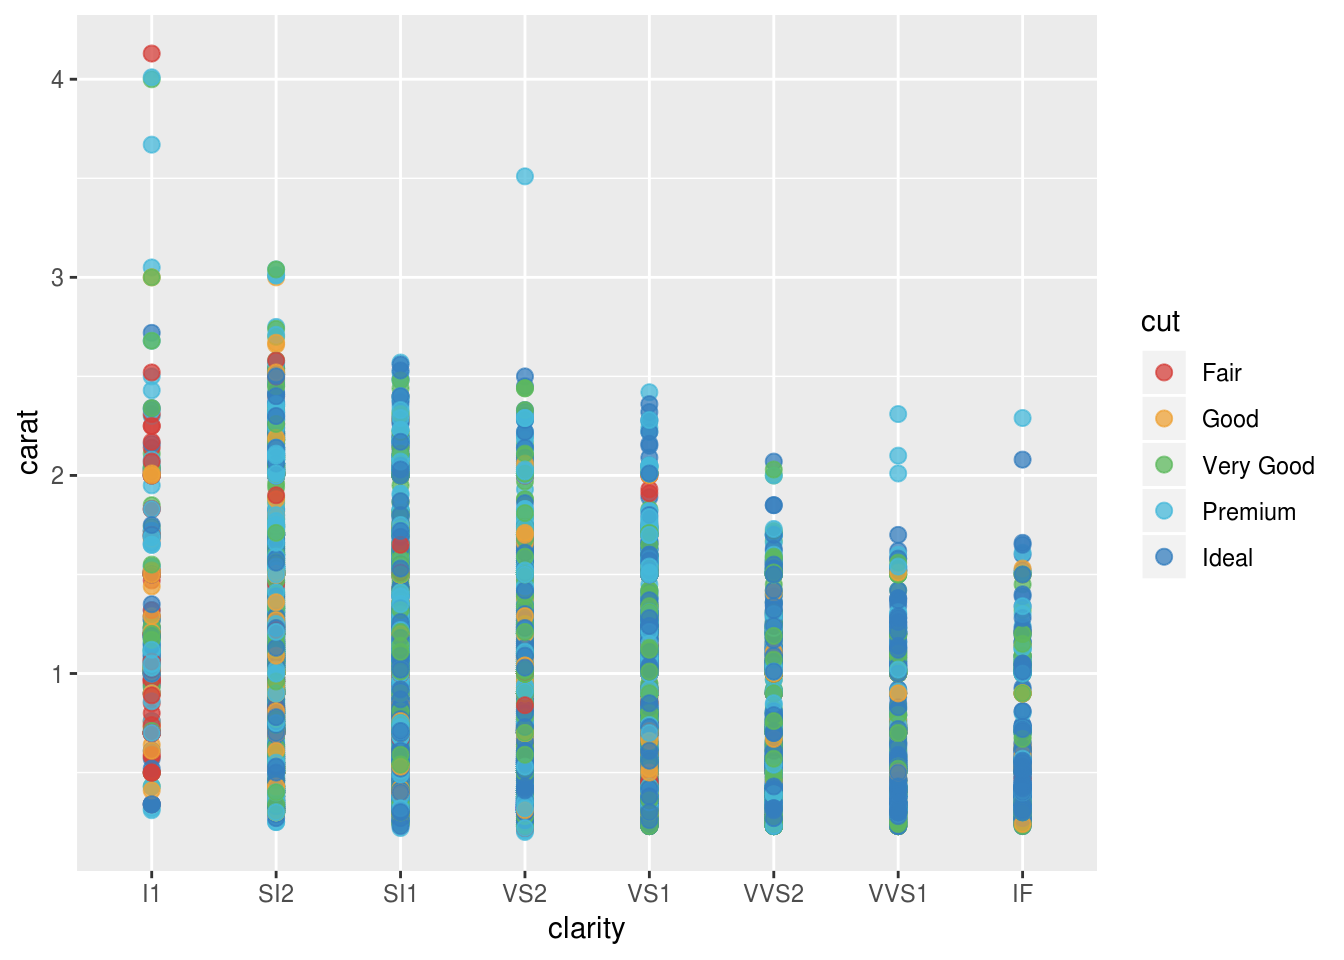 4
3
2
1
carat
I1 SI2 SI1 VS2 VS1 VVS2 VVS1 IF
clarity
cut
Fair
Good
Very Good
Premium
Ideal